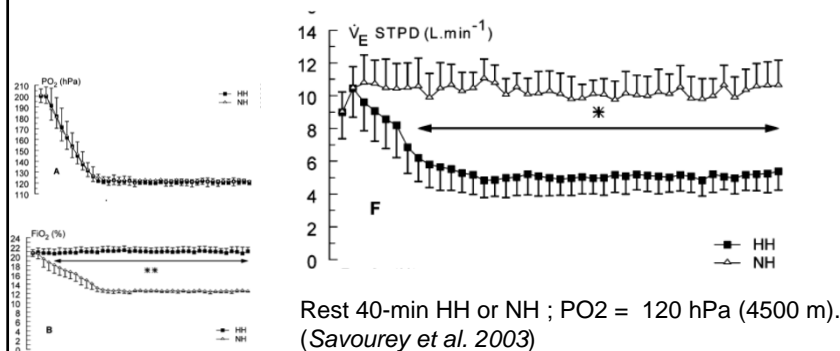 PO2 (hPa)
210
200
190
180
170
160
150
140
130
120
110
A
HH
NH
FiO2 (%)
24
22
20
18
16
14
12
10
8
6
4
2
0
**
B
HH
NH
V̇E STPD (L.min-1)
14
12
10
8
6
4
2
0
*
F
HH
NH
Rest 40-min HH or NH ; PO2 = 120 hPa (4500 m).
(Savourey et al. 2003)